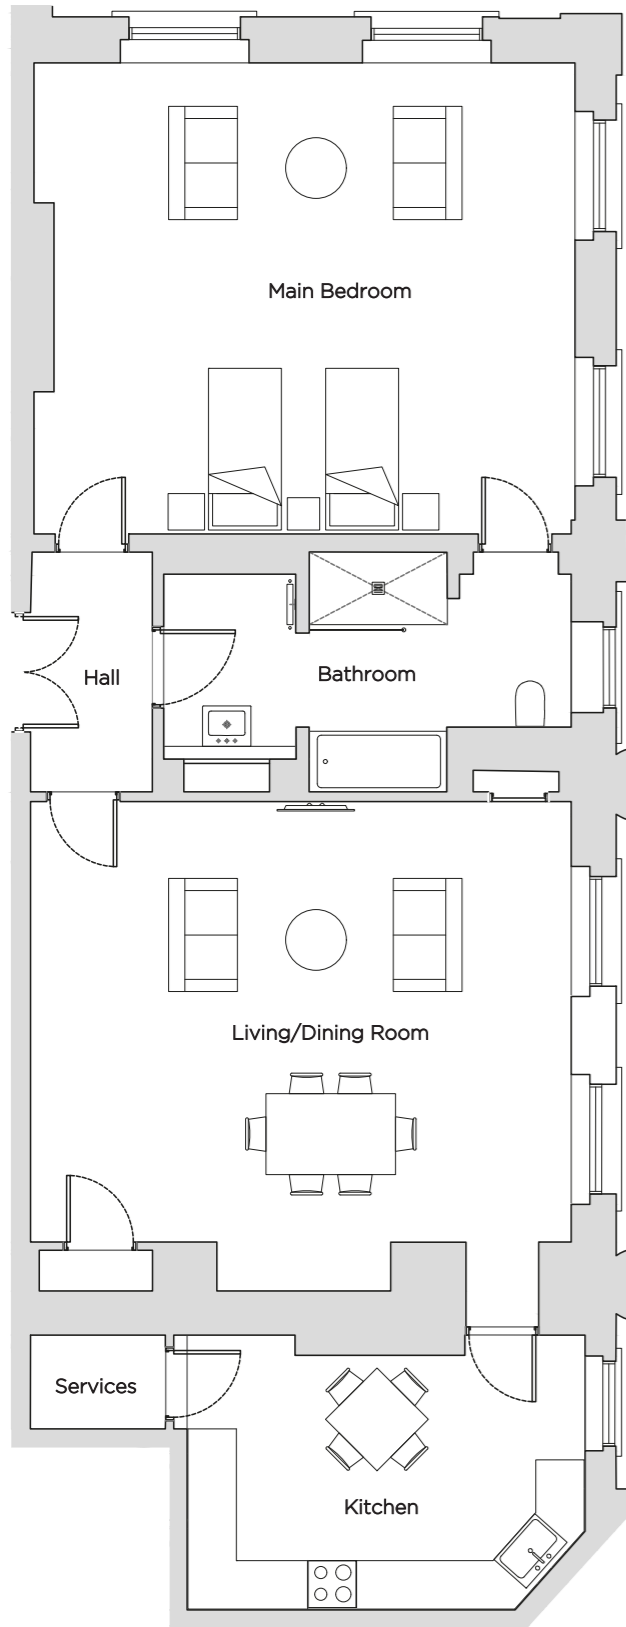 Main Bedroom
Hall
Bathroom
Living/Dining Room
Services
Kitchen